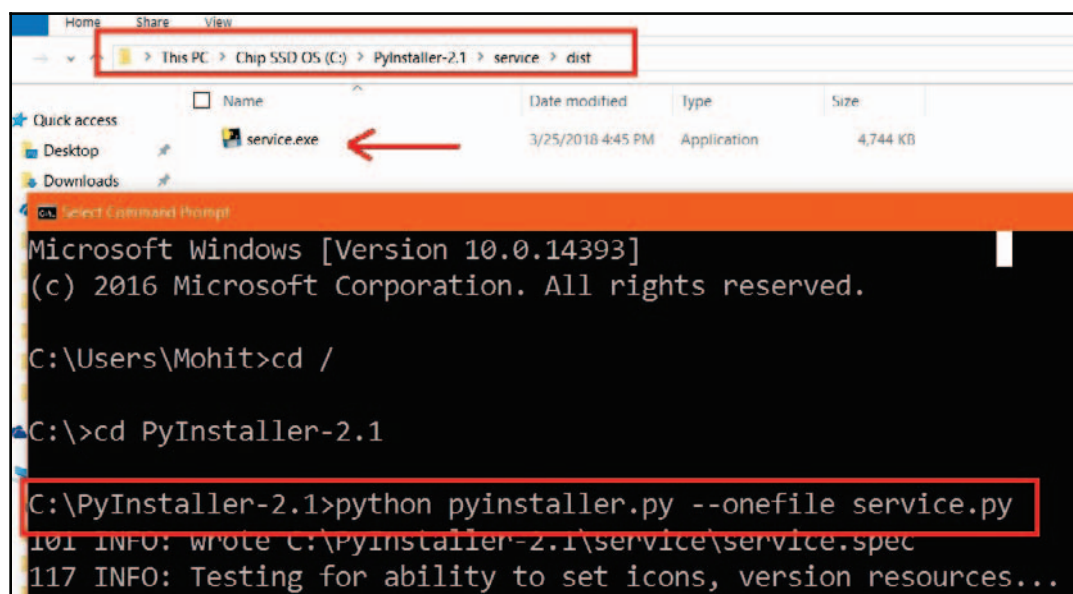 Home Share View
> This PC > Chip SSD OS (C:) > PyInstaller-2.1 > service > dist
Name Date modified Type Size
Quick access
service.exe 3/25/2018 4:45 PM Application 4,744 KB
Desktop
Downloads
Select Command Prompt
Microsoft Windows [Version 10.0.14393]
(c) 2016 Microsoft Corporation. All rights reserved.
C:\Users\Mohit>cd /
C:\>cd PyInstaller-2.1
C:\PyInstaller-2.1>python pyinstaller.py --onefile service.py
101 INFO: wrote C:\PyInstaller-2.1\service\service.spec
117 INFO: Testing for ability to set icons, version resources...